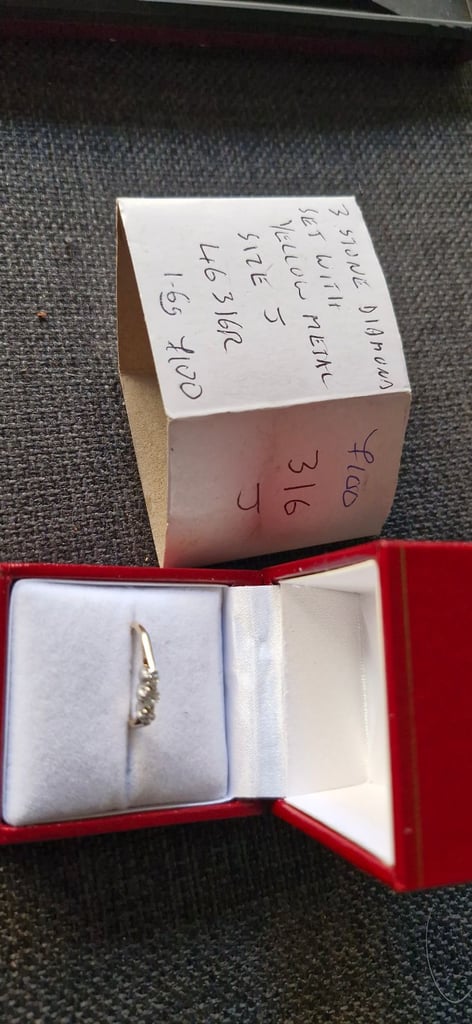 3 STONE DIAMOND
SET WITH
YELLOW METAL
SIZE J
46 316R
1.65 £100
£100
316
J